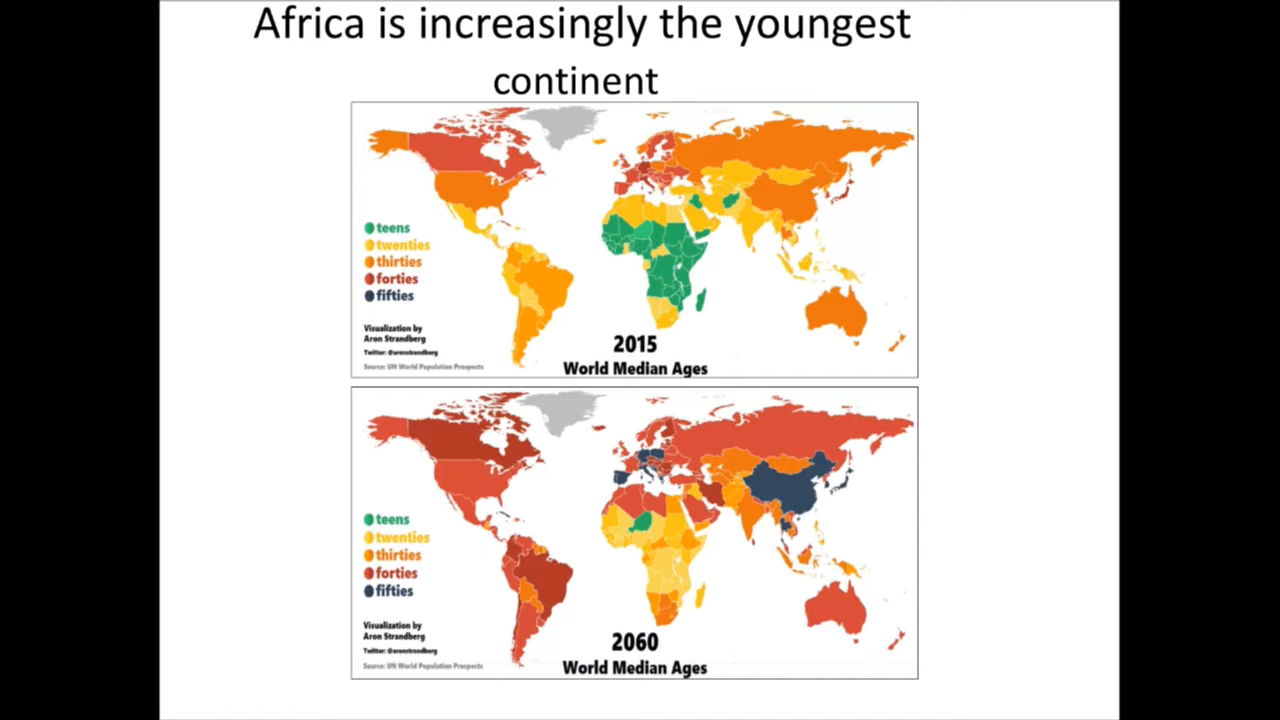 Africa is increasingly the youngest
continent
teens
twenties
thirties
forties
fifties
Visualization by
Aron Strandberg
Twitter: @aronstrandberg
Source: UN World Population Prospects
2015
World Median Ages
teens
twenties
thirties
forties
fifties
Visualization by
Aron Strandberg
Twitter: @aronstrandberg
Source: UN World Population Prospects
2060
World Median Ages